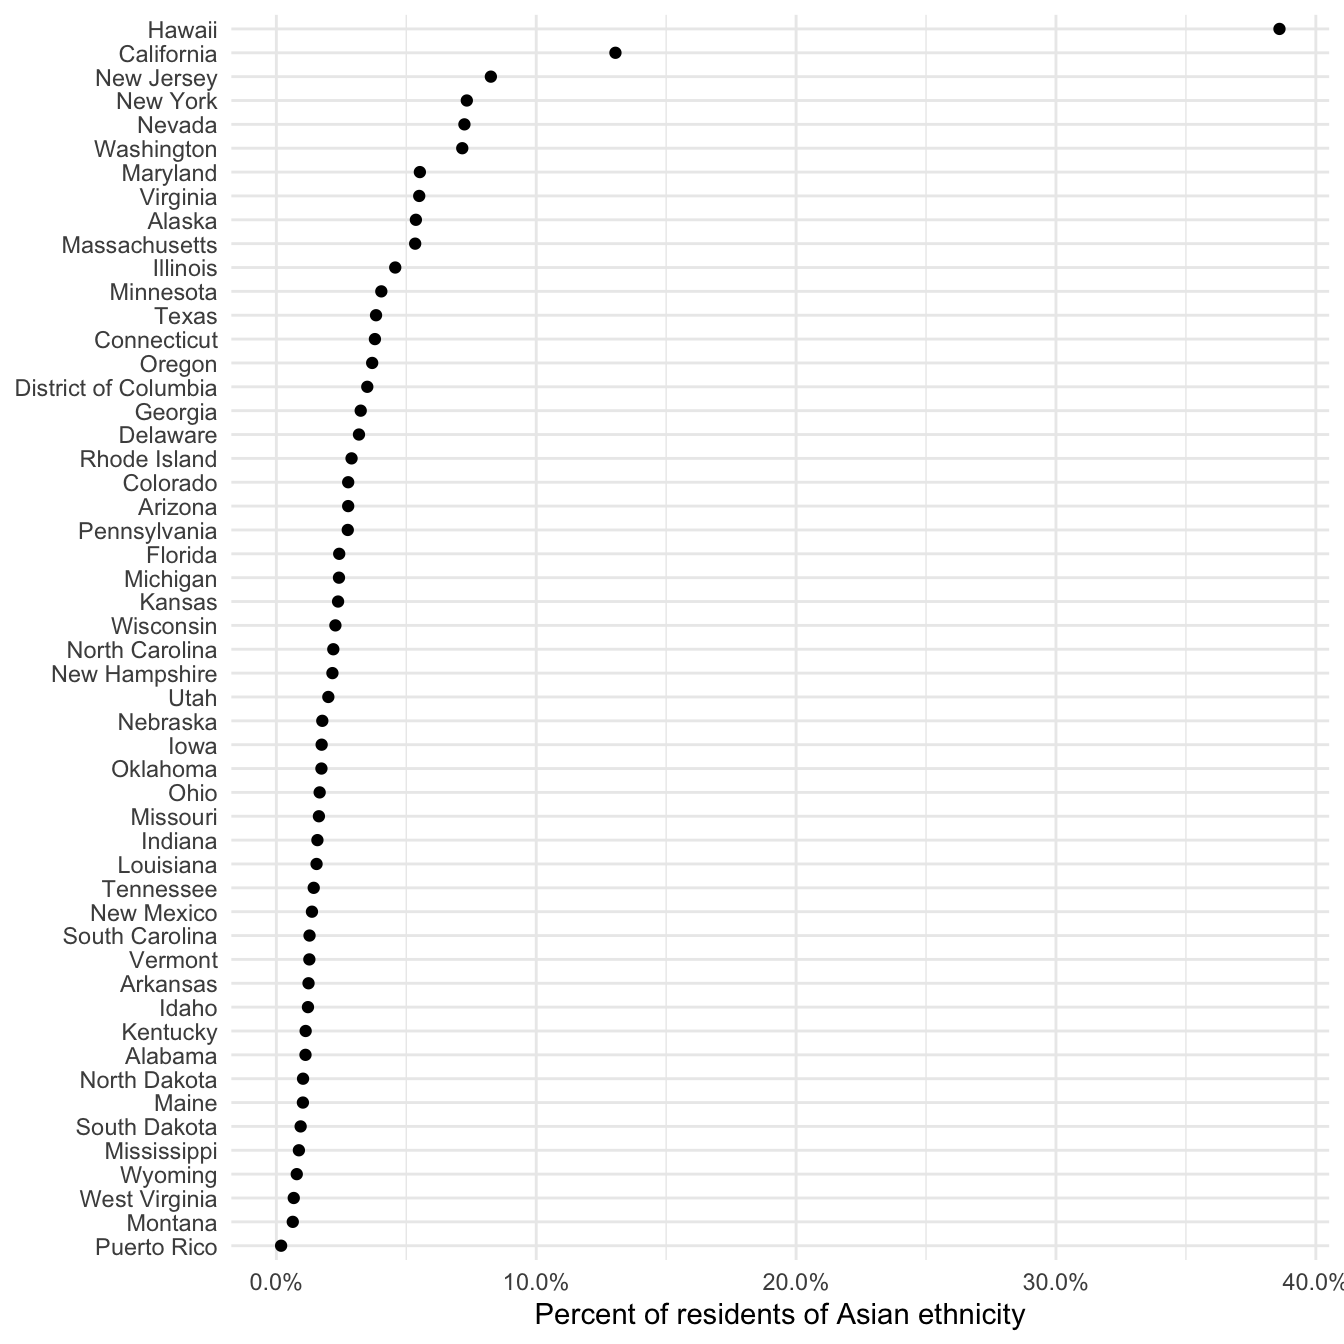 Hawaii
California
New Jersey
New York
Nevada
Washington
Maryland
Virginia
Alaska
Massachusetts
Illinois
Minnesota
Texas
Connecticut
Oregon
District of Columbia
Georgia
Delaware
Rhode Island
Colorado
Arizona
Pennsylvania
Florida
Michigan
Kansas
Wisconsin
North Carolina
New Hampshire
Utah
Nebraska
Iowa
Oklahoma
Ohio
Missouri
Indiana
Louisiana
Tennessee
New Mexico
South Carolina
Vermont
Arkansas
Idaho
Kentucky
Alabama
North Dakota
Maine
South Dakota
Mississippi
Wyoming
West Virginia
Montana
Puerto Rico
0.0% 10.0% 20.0% 30.0% 40.0%
Percent of residents of Asian ethnicity